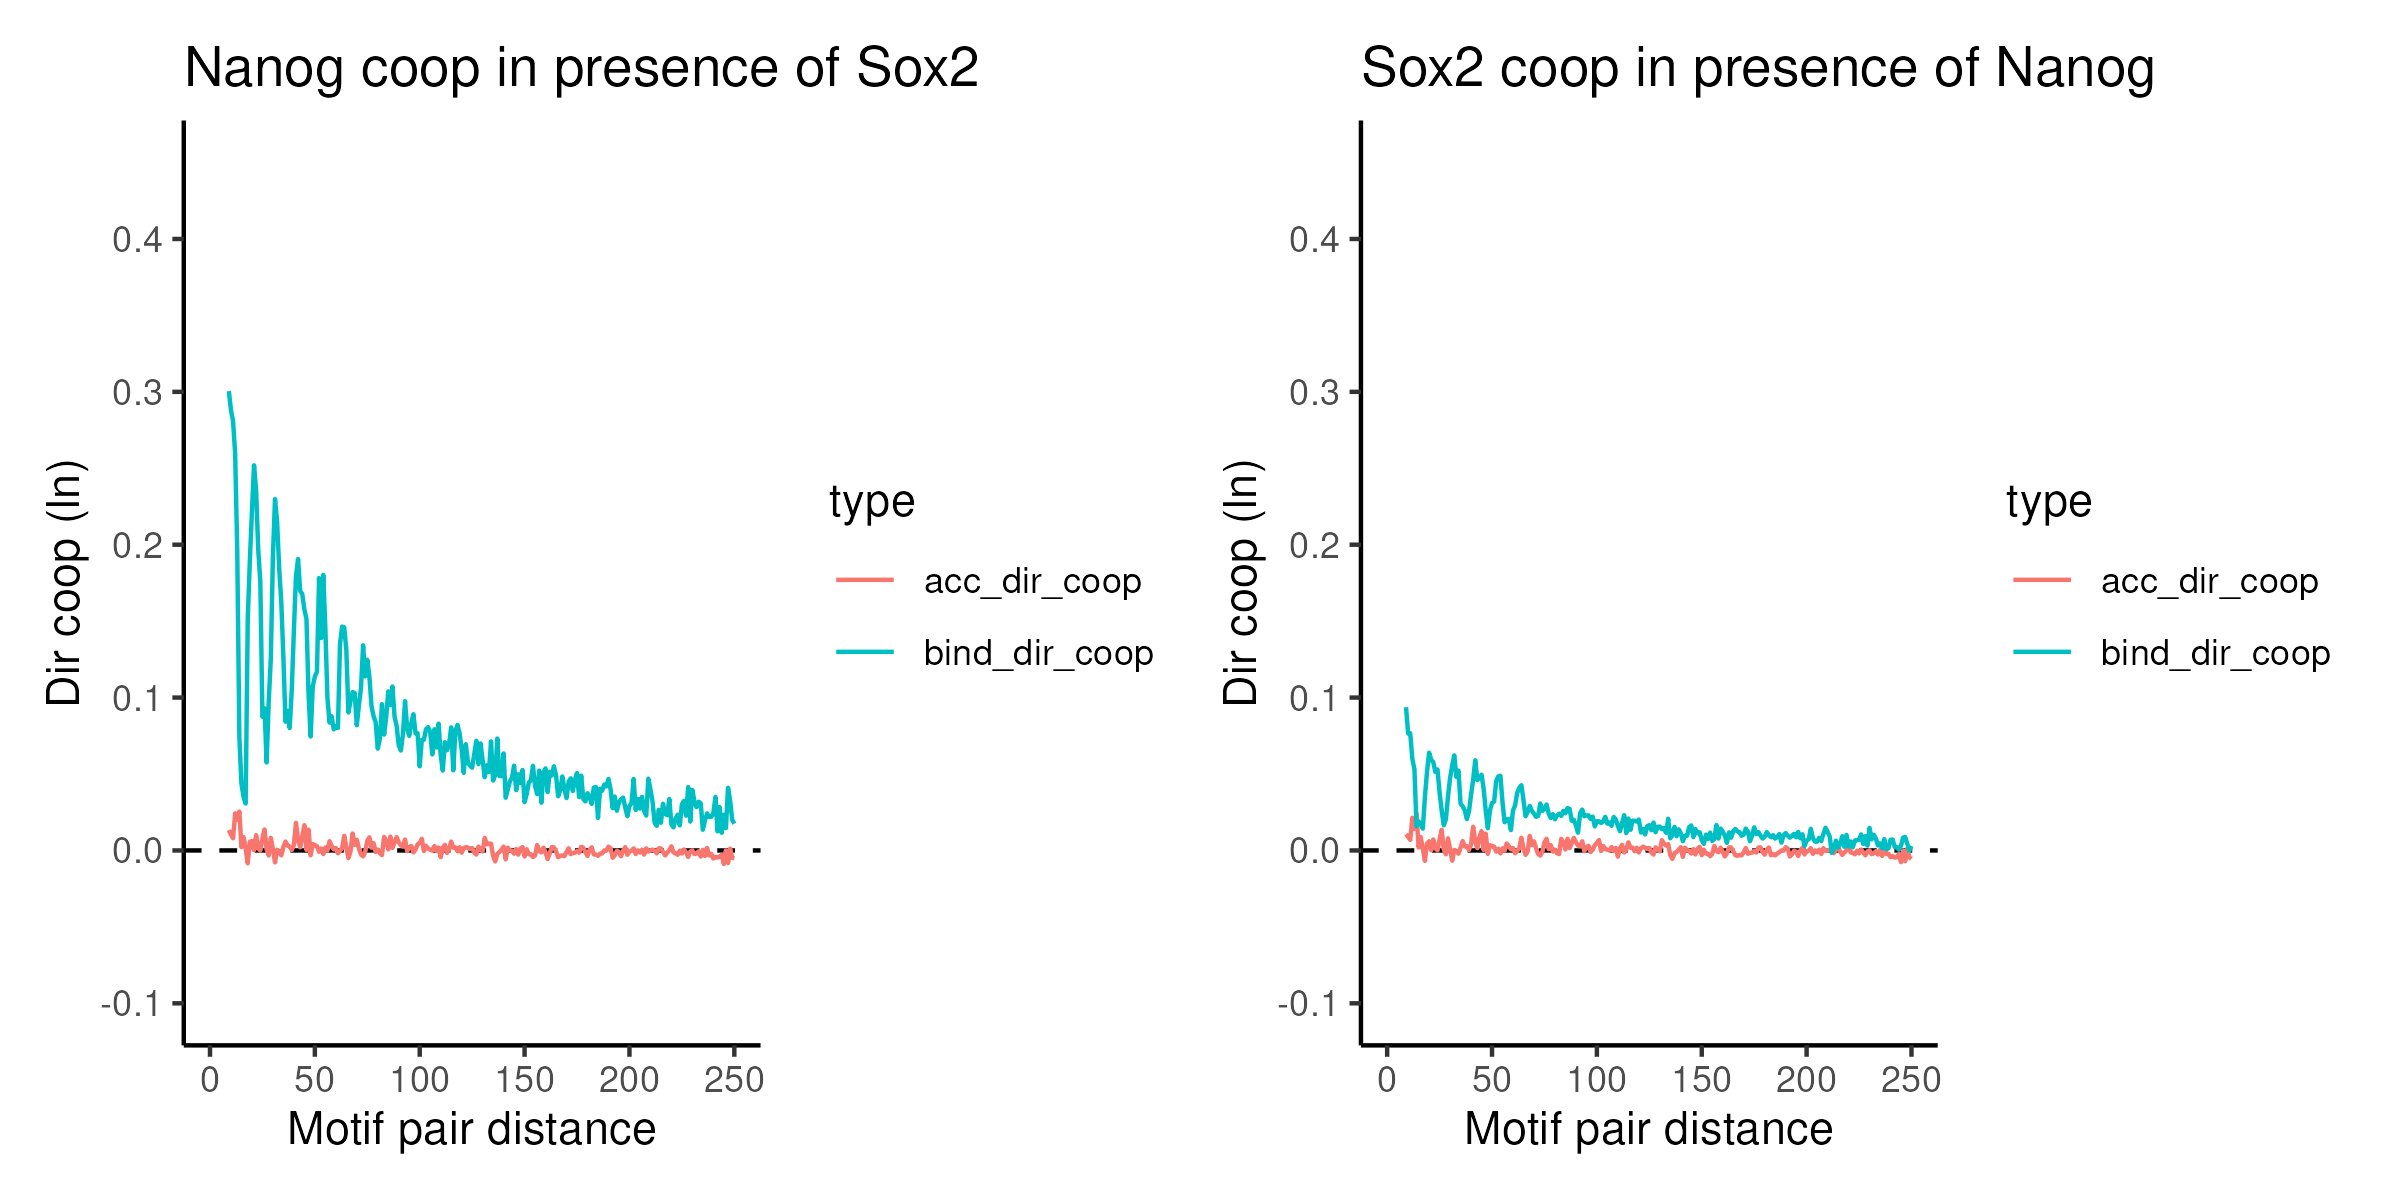 Nanog coop in presence of Sox2
Dir coop (ln)
0.4
0.3
0.2
0.1
0.0
-0.1
0 50 100 150 200 250
Motif pair distance
type
acc_dir_coop
bind_dir_coop
Sox2 coop in presence of Nanog
Dir coop (ln)
0.4
0.3
0.2
0.1
0.0
-0.1
0 50 100 150 200 250
Motif pair distance
type
acc_dir_coop
bind_dir_coop